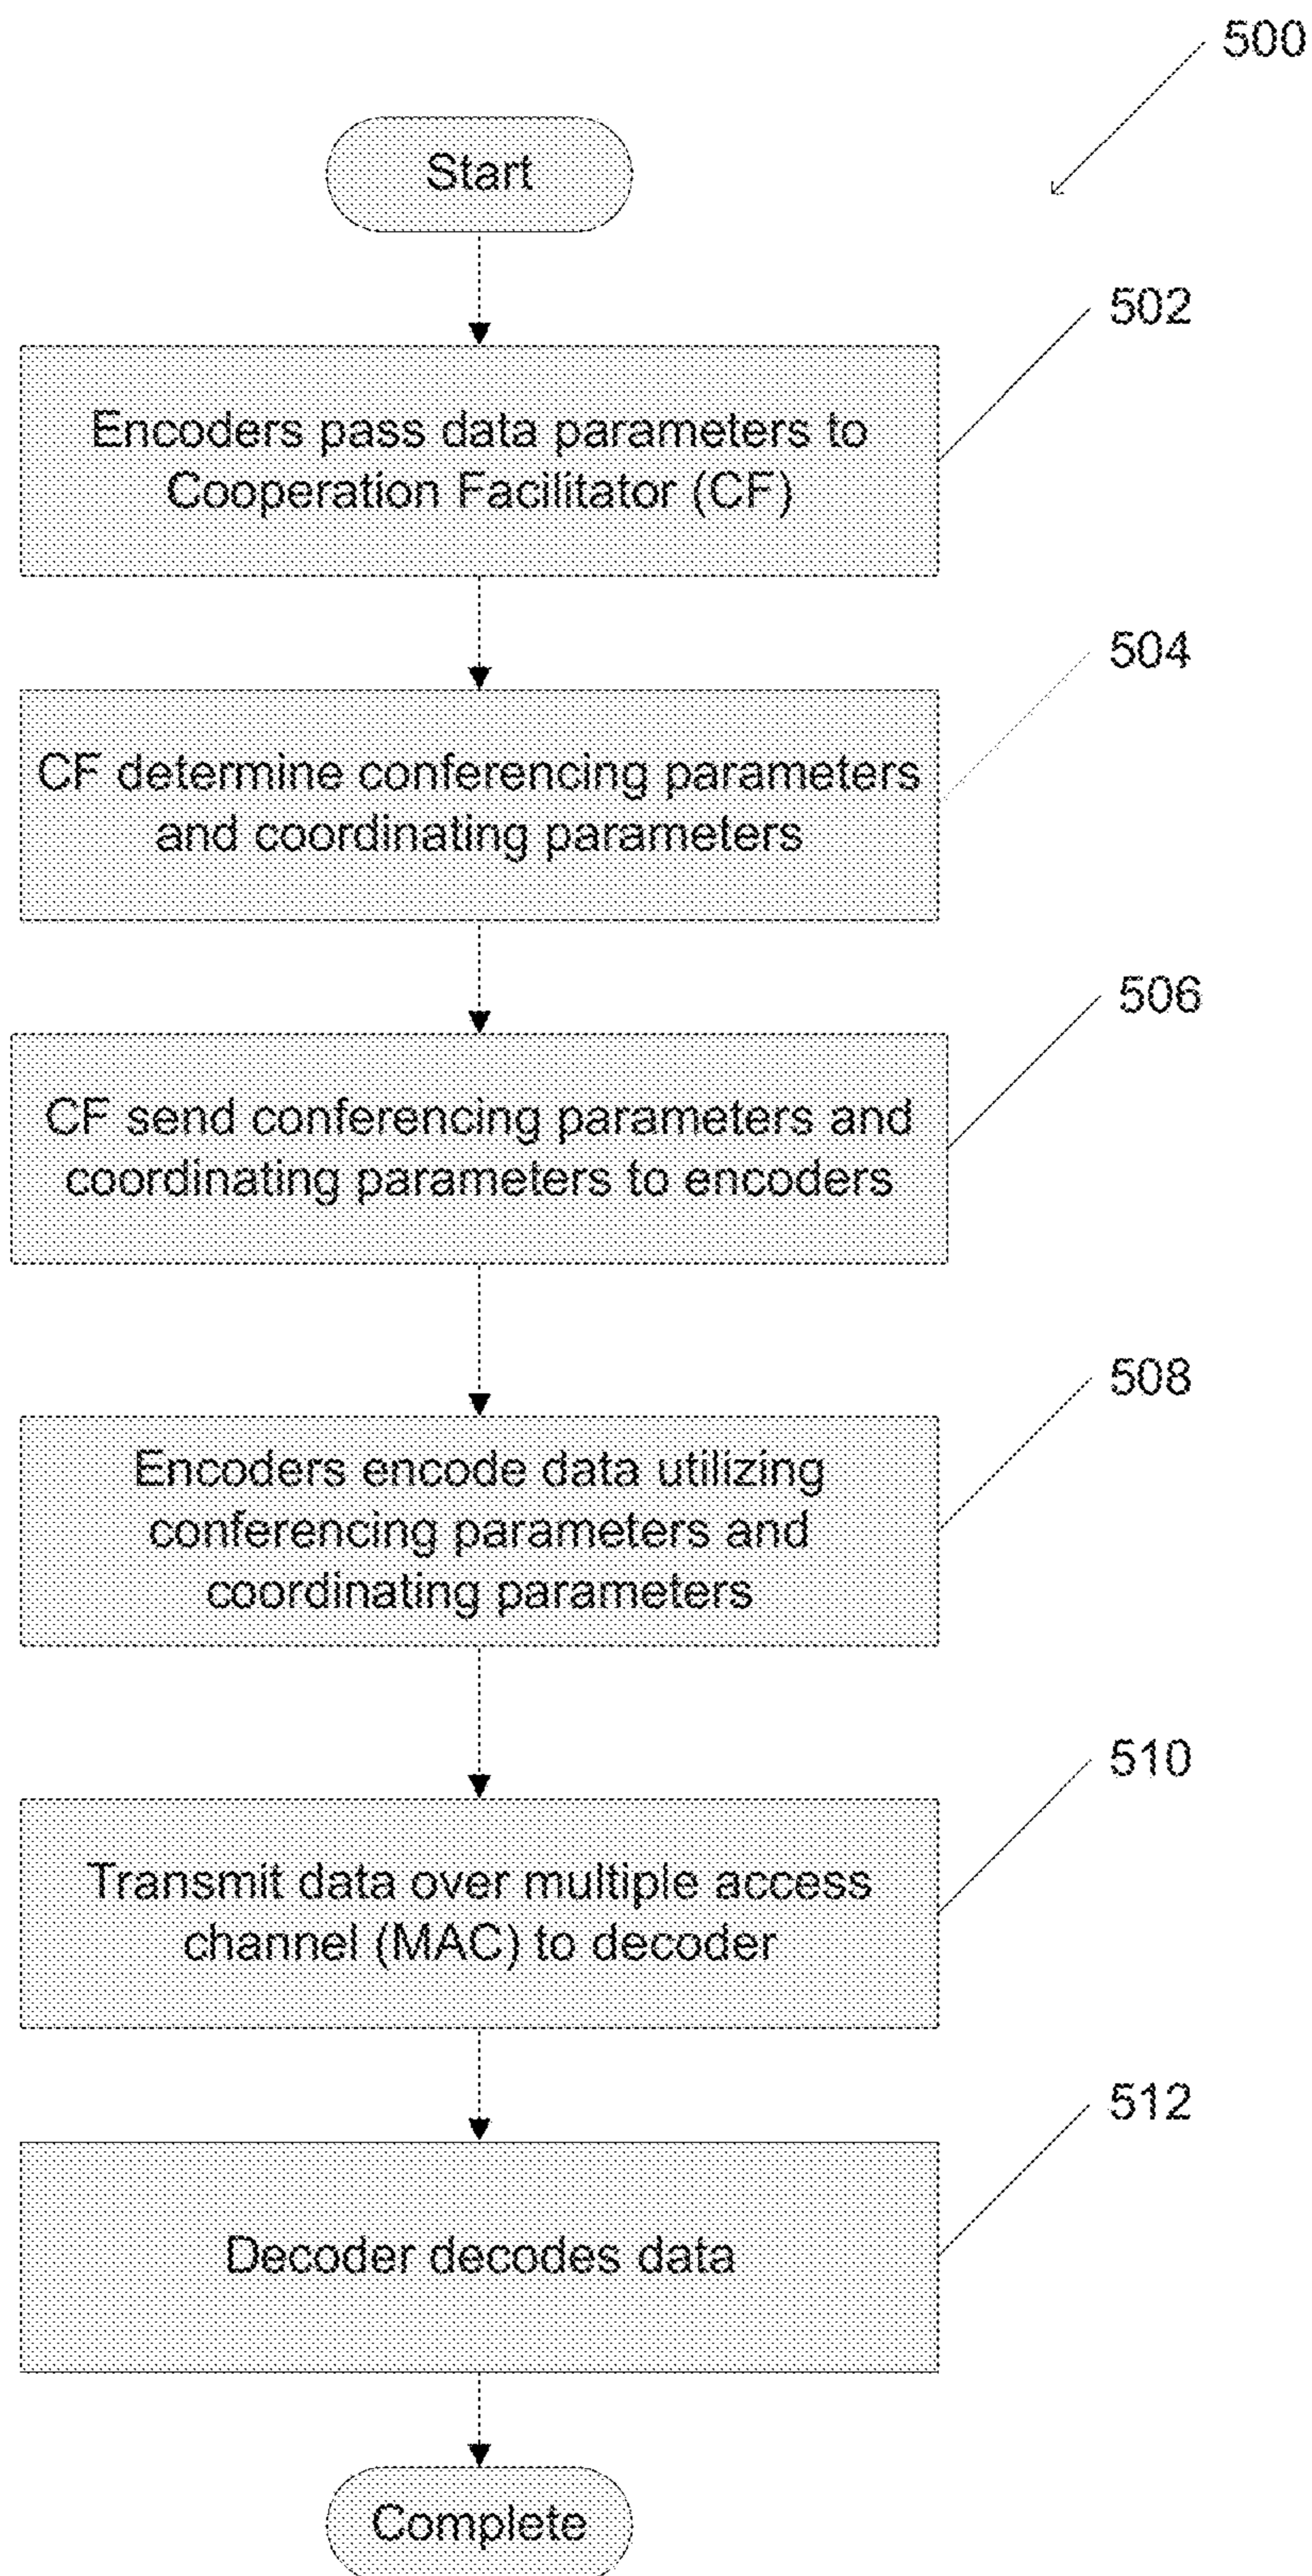 500
Start
502
Encoders pass data parameters to
Cooperation Facilitator (CF)
504
CF determine conferencing parameters
and coordinating parameters
506
CF send conferencing parameters and
coordinating parameters to encoders
508
Encoders encode data utilizing
conferencing parameters and
coordinating parameters
510
Transmit data over multiple access
channel (MAC) to decoder
512
Decoder decodes data
Complete